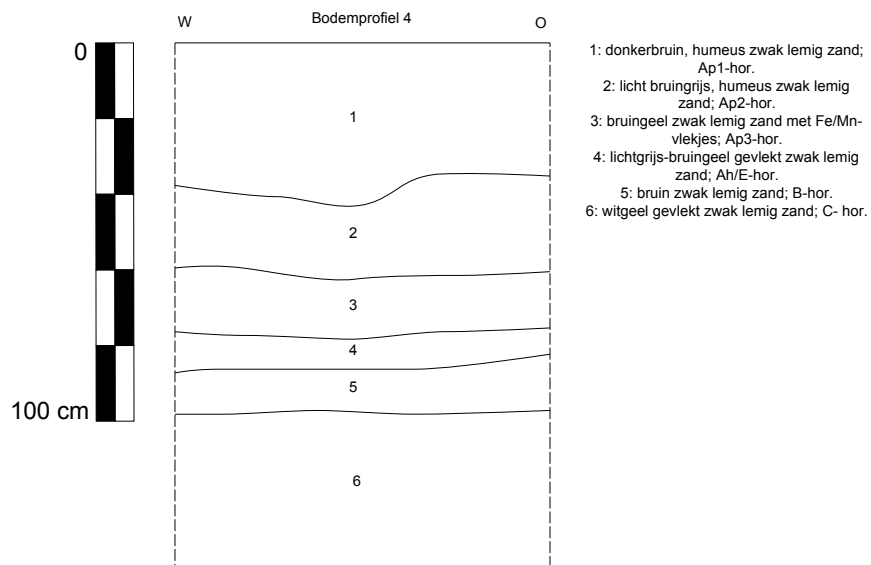 W
Bodemprofiel 4
O
0
100 cm
1
2
3
4
5
6
1: donkerbruin, humeus zwak lemig zand;
Ap1-hor.
2: licht bruingrijs, humeus zwak lemig
zand; Ap2-hor.
3: bruingeel zwak lemig zand met Fe/Mn-
vlekjes; Ap3-hor.
4: lichtgrijs-bruingeel gevlekt zwak lemig
zand; Ah/E-hor.
5: bruin zwak lemig zand; B-hor.
6: witgeel gevlekt zwak lemig zand; C- hor.